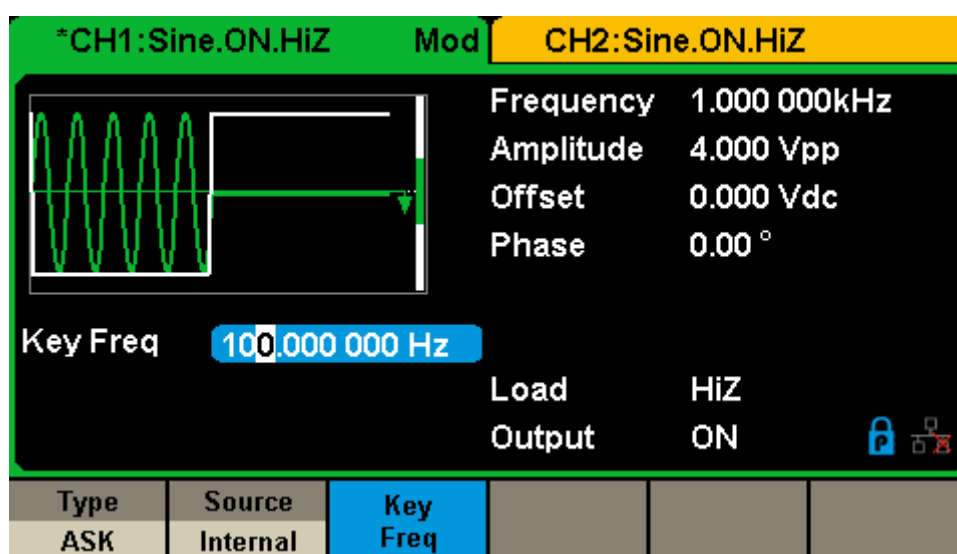 *CH1:Sine.ON.HiZ Mod CH2:Sine.ON.HiZ
Frequency 1.000 000kHz
Amplitude 4.000 Vpp
Offset 0.000 Vdc
Phase 0.00 °
Key Freq 100.000 000 Hz
Load HiZ
Output ON
P
Type Source Key
Freq
ASK Internal